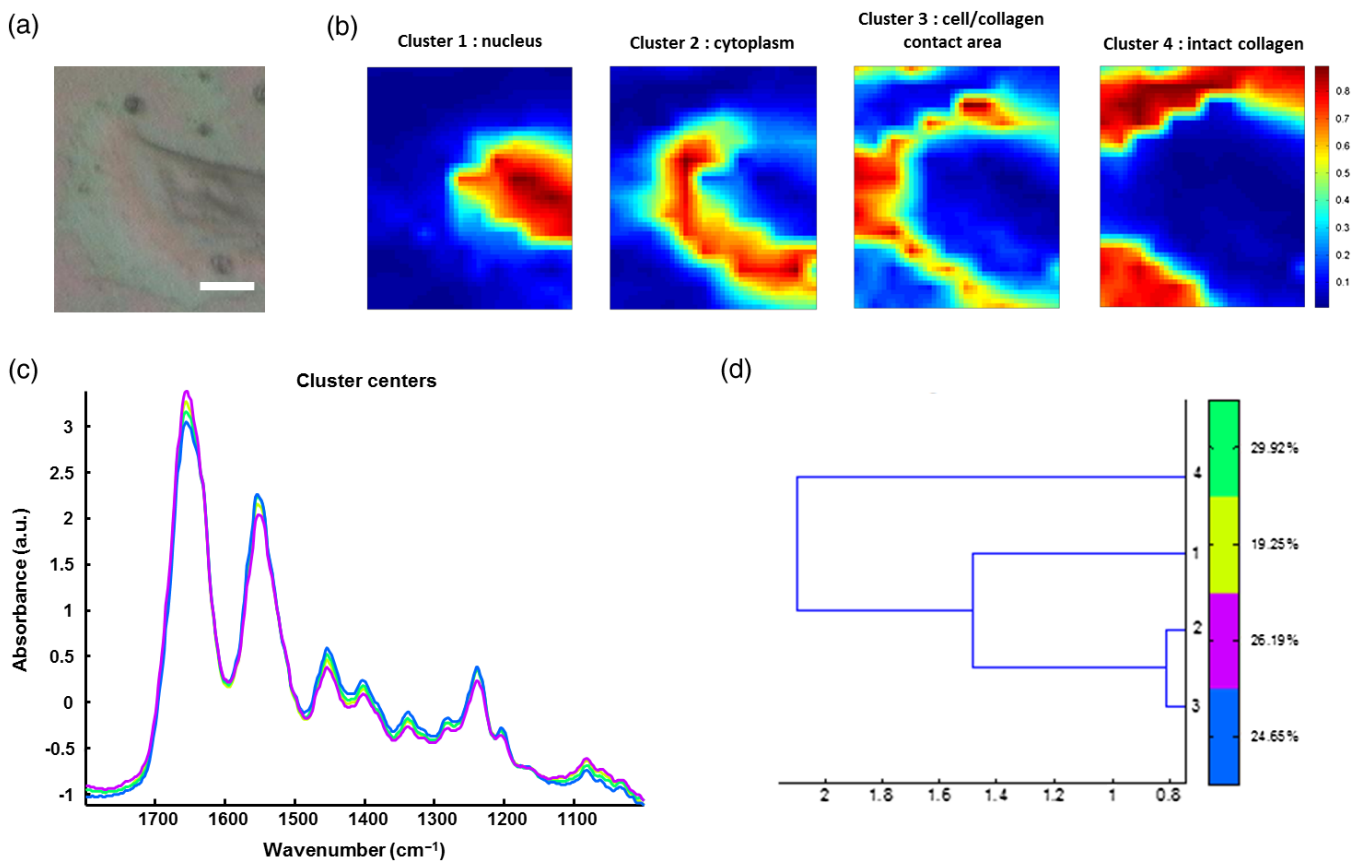 (a)
(b)
Cluster 1 : nucleus
Cluster 2 : cytoplasm
Cluster 3 : cell/collagen
contact area
Cluster 4 : intact collagen
0.8
0.7
0.6
0.5
0.4
0.3
0.2
0.1
(c)
Cluster centers
3
2.5
2
1.5
1
0.5
0
-0.5
-1
1700 1600 1500 1400 1300 1200 1100
Absorbance (a.u.)
Wavenumber (cm⁻¹)
(d)
4
1
2
3
29.92%
19.25%
26.19%
24.65%
2 1.8 1.6 1.4 1.2 1 0.8